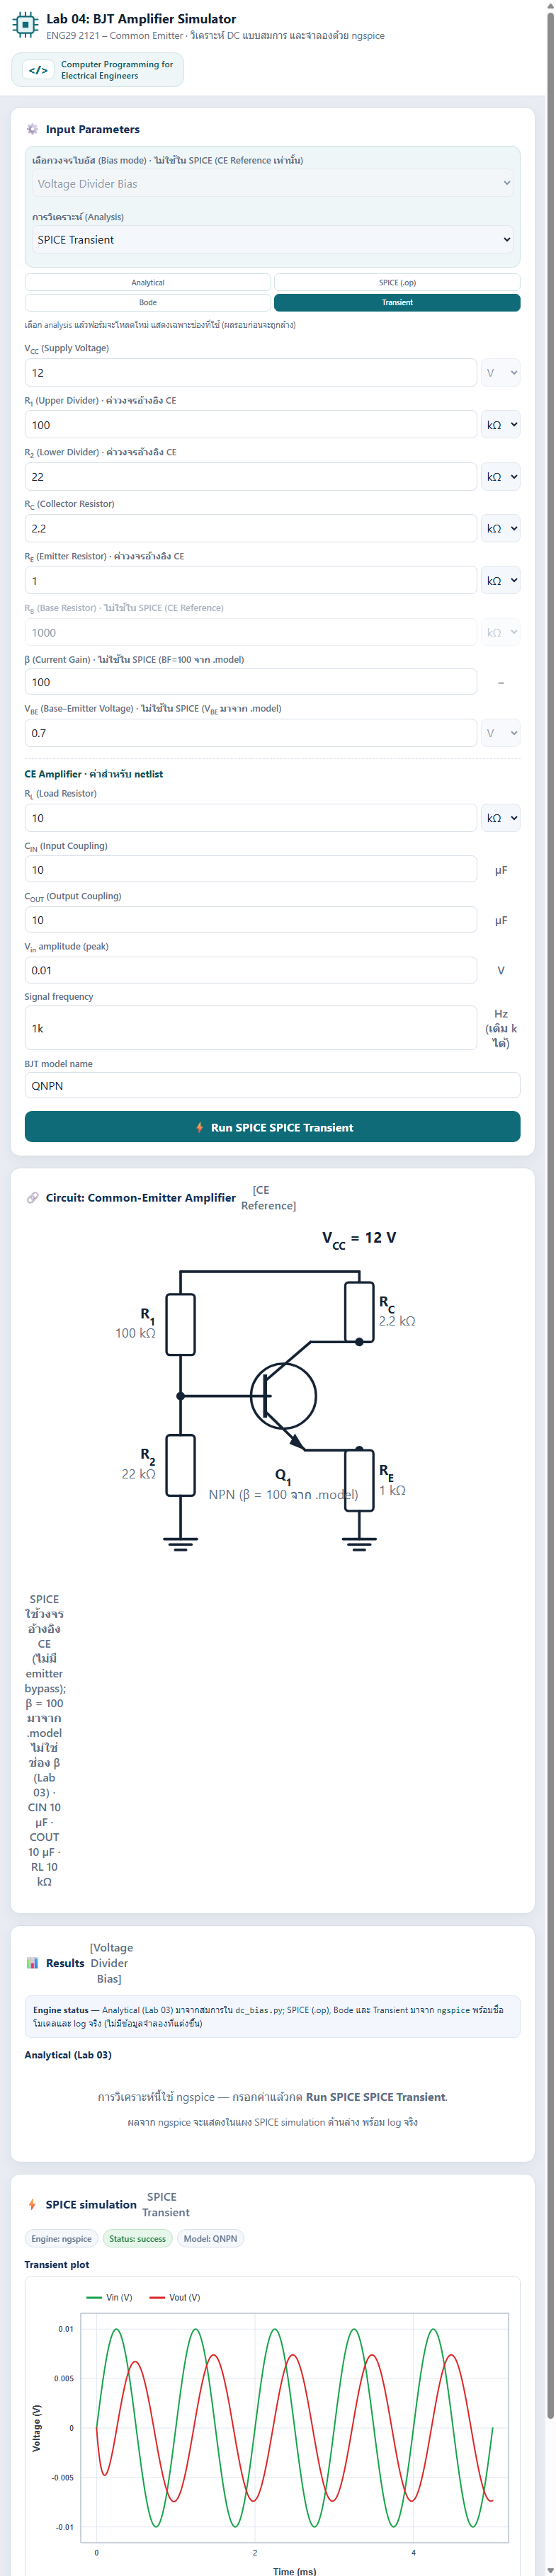 Lab 04: BJT Amplifier Simulator
ENG29 2121 – Common Emitter · วิเคราะห์ DC แบบสมการ และจำลองด้วย ngspice
</> Computer Programming for
Electrical Engineers
Input Parameters
เลือกวงจรไบอัส (Bias mode) · ไม่ใช้ใน SPICE (CE Reference เท่านั้น)
Voltage Divider Bias
การวิเคราะห์ (Analysis)
SPICE Transient
Analytical SPICE (.op)
Bode Transient
เลือก analysis แล้วฟอร์มจะโหลดใหม่ แสดงเฉพาะช่องที่ใช้ (ผลรอบก่อนจะถูกล้าง)
VCC (Supply Voltage)
12 V
R1 (Upper Divider) · ค่าวงจรอ้างอิง CE
100 kΩ
R2 (Lower Divider) · ค่าวงจรอ้างอิง CE
22 kΩ
RC (Collector Resistor)
2.2 kΩ
RE (Emitter Resistor) · ค่าวงจรอ้างอิง CE
1 kΩ
RB (Base Resistor) · ไม่ใช้ใน SPICE (CE Reference)
1000 kΩ
β (Current Gain) · ไม่ใช้ใน SPICE (BF=100 จาก .model)
100 –
VBE (Base–Emitter Voltage) · ไม่ใช้ใน SPICE (VBE มาจาก .model)
0.7 V
CE Amplifier · ค่าสำหรับ netlist
RL (Load Resistor)
10 kΩ
CIN (Input Coupling)
10 µF
COUT (Output Coupling)
10 µF
Vin amplitude (peak)
0.01 V
Signal frequency
1k Hz (เติม k ได้)
BJT model name
QNPN
Run SPICE SPICE Transient
Circuit: Common-Emitter Amplifier [CE
Reference]
VCC = 12 V
R1
100 kΩ
RC
2.2 kΩ
R2
22 kΩ
Q1
NPN (β = 100 จาก .model)
RE
1 kΩ
SPICE
ใช้วงจร
อ้างอิง
CE
(ไม่มี
emitter
bypass);
β = 100
มาจาก
.model
ไม่ใช่
ช่อง β
(Lab
03) ·
CIN 10
µF ·
COUT
10 µF ·
RL 10
kΩ
Results [Voltage
Divider
Bias]
Engine status — Analytical (Lab 03) มาจากสมการใน dc_bias.py; SPICE (.op), Bode และ Transient มาจาก ngspice พร้อมชื่อ
โมเดลและ log จริง (ไม่มีข้อมูลจำลองที่แต่งขึ้น)
Analytical (Lab 03)
การวิเคราะห์นี้ใช้ ngspice — กรอกค่าแล้วกด Run SPICE SPICE Transient.
ผลจาก ngspice จะแสดงในแผง SPICE simulation ด้านล่าง พร้อม log จริง
SPICE simulation SPICE
Transient
Engine: ngspice Status: success Model: QNPN
Transient plot
Vin (V) Vout (V)
0.01
0.005
0
-0.005
-0.01
Voltage (V)
0 2 4
Time (ms)